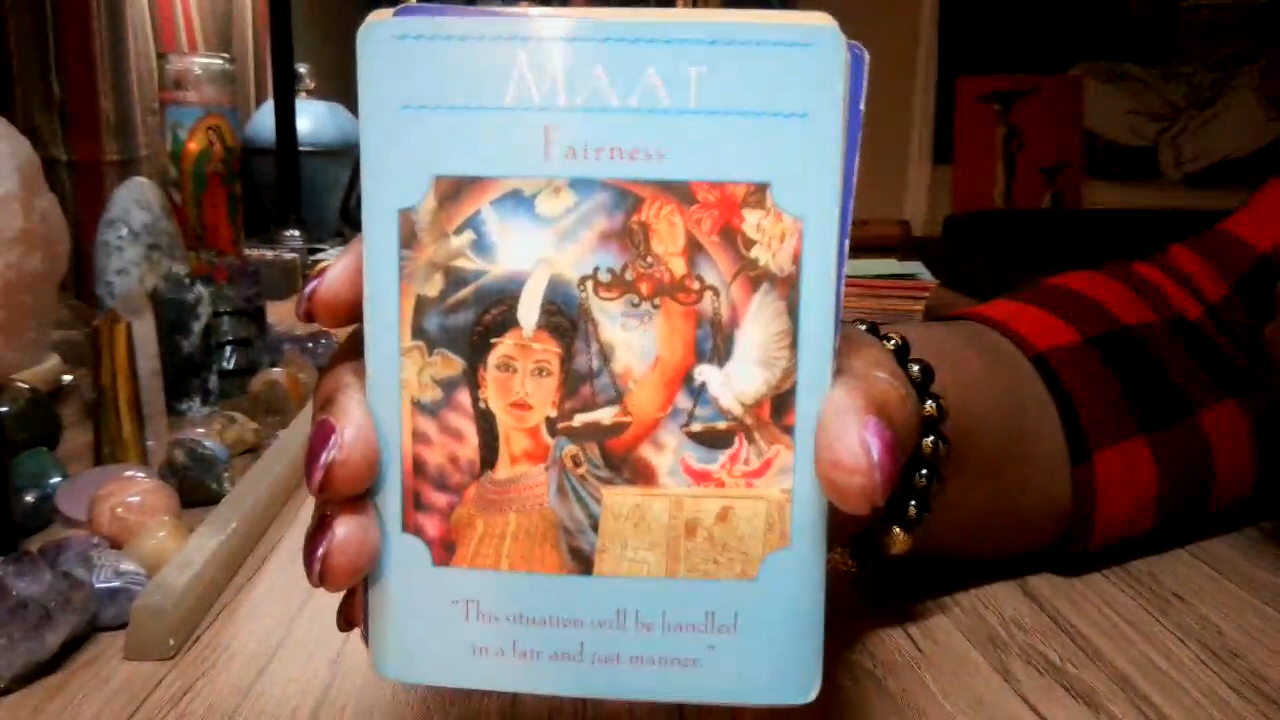 MAAT
Fairness
"This situation will be handled
in a fair and just manner."